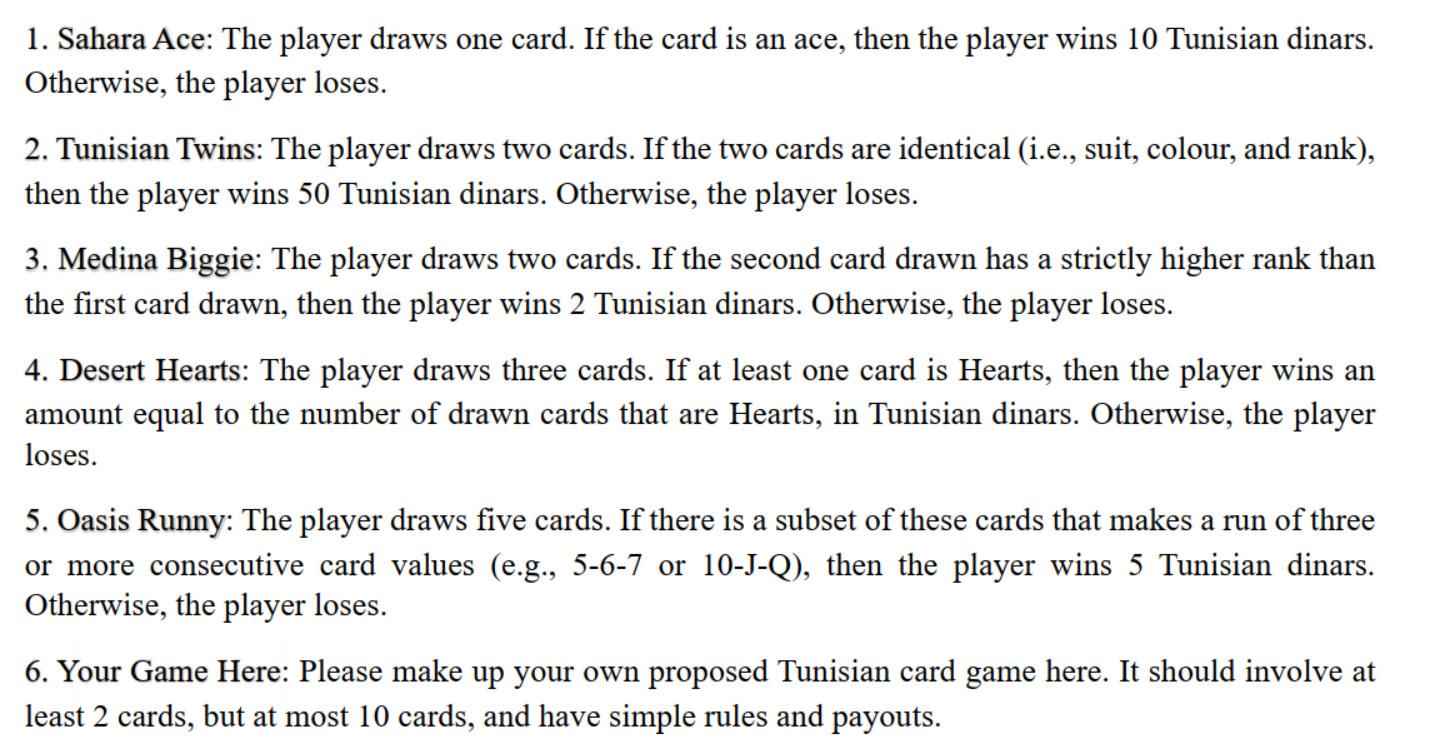 1. Sahara Ace: The player draws one card. If the card is an ace, then the player wins 10 Tunisian dinars.
Otherwise, the player loses.
2. Tunisian Twins: The player draws two cards. If the two cards are identical (i.e., suit, colour, and rank),
then the player wins 50 Tunisian dinars. Otherwise, the player loses.
3. Medina Biggie: The player draws two cards. If the second card drawn has a strictly higher rank than
the first card drawn, then the player wins 2 Tunisian dinars. Otherwise, the player loses.
4. Desert Hearts: The player draws three cards. If at least one card is Hearts, then the player wins an
amount equal to the number of drawn cards that are Hearts, in Tunisian dinars. Otherwise, the player
loses.
5. Oasis Runny: The player draws five cards. If there is a subset of these cards that makes a run of three
or more consecutive card values (e.g., 5-6-7 or 10-J-Q), then the player wins 5 Tunisian dinars.
Otherwise, the player loses.
6. Your Game Here: Please make up your own proposed Tunisian card game here. It should involve at
least 2 cards, but at most 10 cards, and have simple rules and payouts.